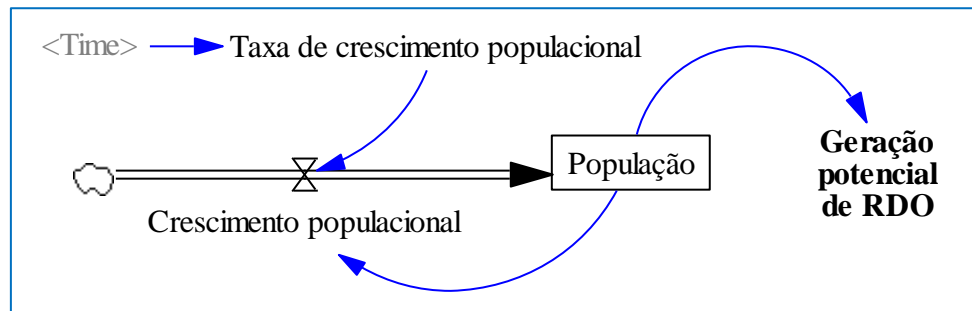 <Time>
Taxa de crescimento populacional
População
Geração
potencial
de RDO
Crescimento populacional